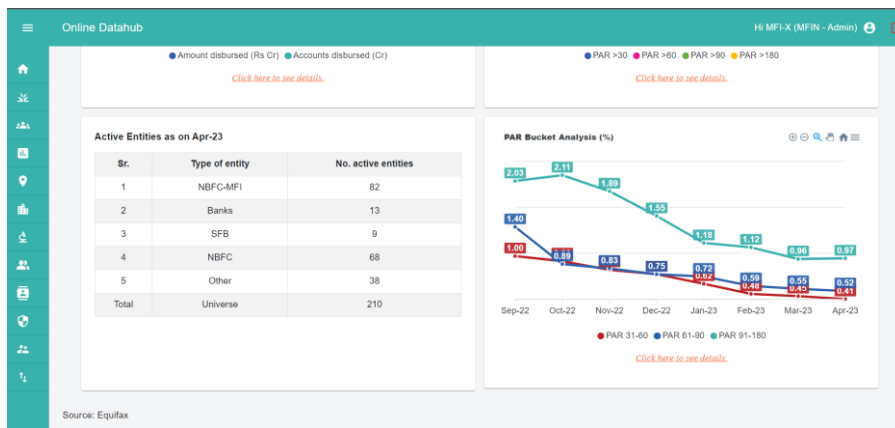 Online Datahub
Hi MFI-X (MFIN - Admin)
Amount disbursed (Rs Cr) Accounts disbursed (Cr)
Click here to see details.
PAR >30 PAR >60 PAR >90 PAR >180
Click here to see details.
Active Entities as on Apr-23
Sr. Type of entity No. active entities
1 NBFC-MFI 82
2 Banks 13
3 SFB 9
4 NBFC 68
5 Other 38
Total Universe 210
PAR Bucket Analysis (%)
2.03 2.11 1.89 1.55 1.18 1.12 0.96 0.97
1.40 0.89 0.83 0.75 0.72 0.59 0.55 0.52
1.00 0.62 0.48 0.45 0.41
Sep-22 Oct-22 Nov-22 Dec-22 Jan-23 Feb-23 Mar-23 Apr-23
PAR 31-60 PAR 61-90 PAR 91-180
Click here to see details.
Source: Equifax